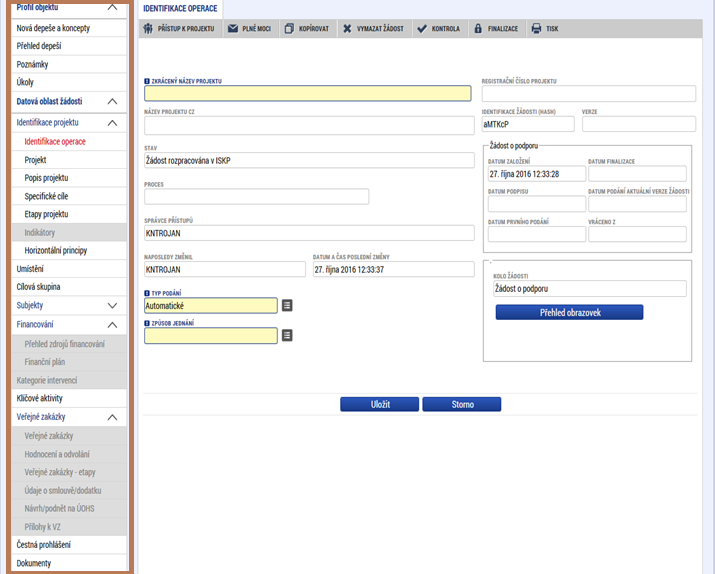 Profil objektu
Nová depeše a koncepty
Přehled depeší
Poznámky
Úkoly
Datová oblast žádosti
Identifikace projektu
Identifikace operace
Projekt
Popis projektu
Specifické cíle
Etapy projektu
Indikátory
Horizontální principy
Umístění
Cílová skupina
Subjekty
Financování
Přehled zdrojů financování
Finanční plán
Kategorie intervencí
Klíčové aktivity
Veřejné zakázky
Veřejné zakázky
Hodnocení a odvolání
Veřejné zakázky - etapy
Údaje o smlouvě/dodatku
Návrh/podnět na ÚOHS
Přílohy k VZ
Čestná prohlášení
Dokumenty
IDENTIFIKACE OPERACE
PŘÍSTUP K PROJEKTU PLNÉ MOCI KOPÍROVAT VYMAZAT ŽÁDOST KONTROLA FINALIZACE TISK
ZKRÁCENÝ NÁZEV PROJEKTU
NÁZEV PROJEKTU CZ
STAV
Žádost rozpracována v ISKP
PROCES
SPRÁVCE PŘÍSTUPŮ
KNTROJAN
NAPOSLEDY ZMĚNIL DATUM A ČAS POSLEDNÍ ZMĚNY
KNTROJAN 27. října 2016 12:33:37
TYP PODÁNÍ
Automatické
ZPŮSOB JEDNÁNÍ
REGISTRAČNÍ ČÍSLO PROJEKTU
IDENTIFIKACE ŽÁDOSTI (HASH) VERZE
aMTKcP
Žádost o podporu
DATUM ZALOŽENÍ DATUM FINALIZACE
27. října 2016 12:33:28
DATUM PODPISU DATUM PODÁNÍ AKTUÁLNÍ VERZE ŽÁDOSTI
DATUM PRVNÍHO PODÁNÍ VRÁCENO Z
.
KOLO ŽÁDOSTI
Žádost o podporu
Přehled obrazovek
Uložit Storno